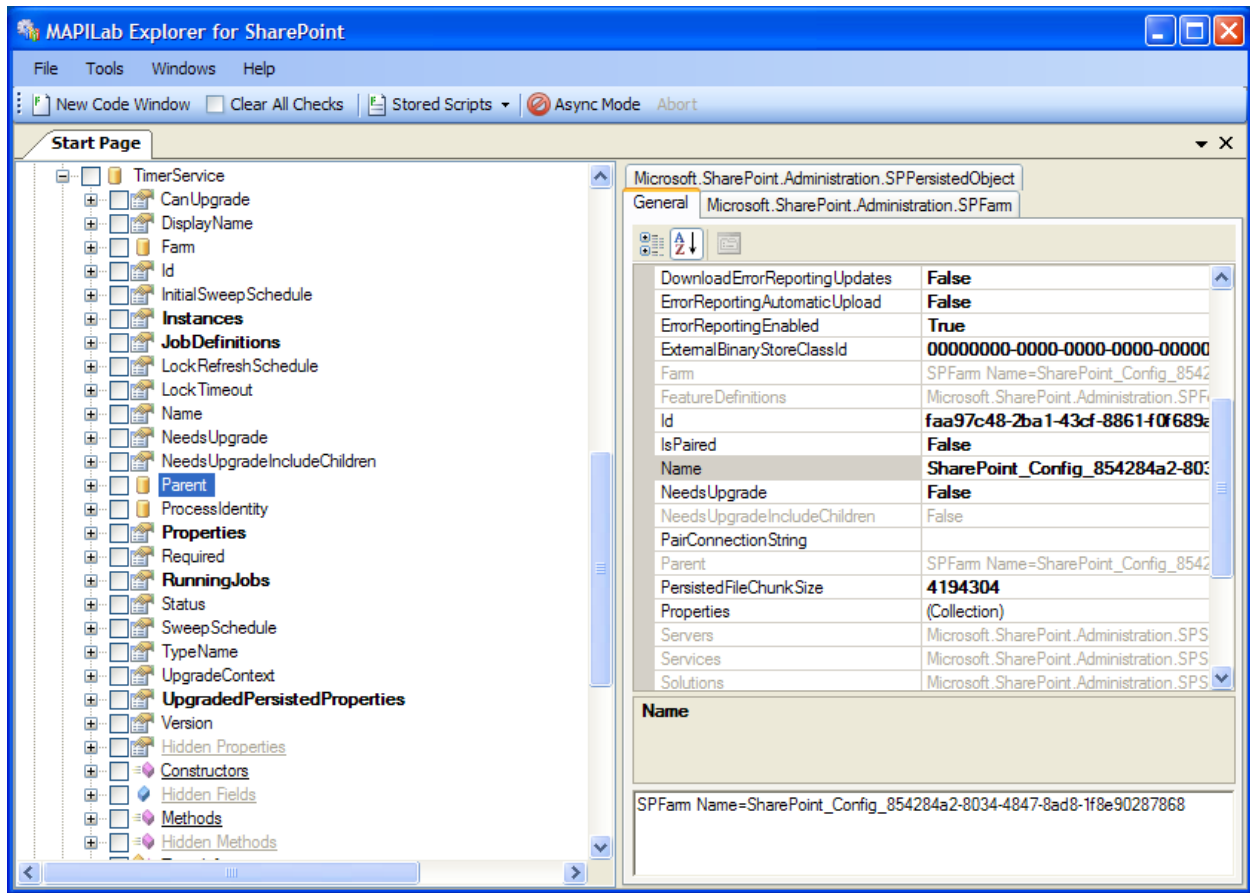 MAPILab Explorer for SharePoint
File Tools Windows Help
New Code Window Clear All Checks Stored Scripts Async Mode Abort
Start Page
TimerService
CanUpgrade
DisplayName
Farm
Id
InitialSweepSchedule
Instances
JobDefinitions
LockRefreshSchedule
LockTimeout
Name
NeedsUpgrade
NeedsUpgradeIncludeChildren
Parent
ProcessIdentity
Properties
Required
RunningJobs
Status
SweepSchedule
TypeName
UpgradeContext
UpgradedPersistedProperties
Version
Hidden Properties
Constructors
Hidden Fields
Methods
Hidden Methods
Microsoft.SharePoint.Administration.SPPersistedObject
General Microsoft.SharePoint.Administration.SPFarm
DownloadErrorReportingUpdates False
ErrorReportingAutomaticUpload False
ErrorReportingEnabled True
ExternalBinaryStoreClassId 00000000-0000-0000-0000-00000
Farm SPFarm Name=SharePoint_Config_8542
FeatureDefinitions Microsoft.SharePoint.Administration.SPFe
Id faa97c48-2ba1-43cf-8861-f0f689a
IsPaired False
Name SharePoint_Config_854284a2-803
NeedsUpgrade False
NeedsUpgradeIncludeChildren False
PairConnectionString
Parent SPFarm Name=SharePoint_Config_8542
PersistedFileChunkSize 4194304
Properties (Collection)
Servers Microsoft.SharePoint.Administration.SPS
Services Microsoft.SharePoint.Administration.SPS
Solutions Microsoft.SharePoint.Administration.SPS
Name
SPFarm Name=SharePoint_Config_854284a2-8034-4847-8ad8-1f8e90287868